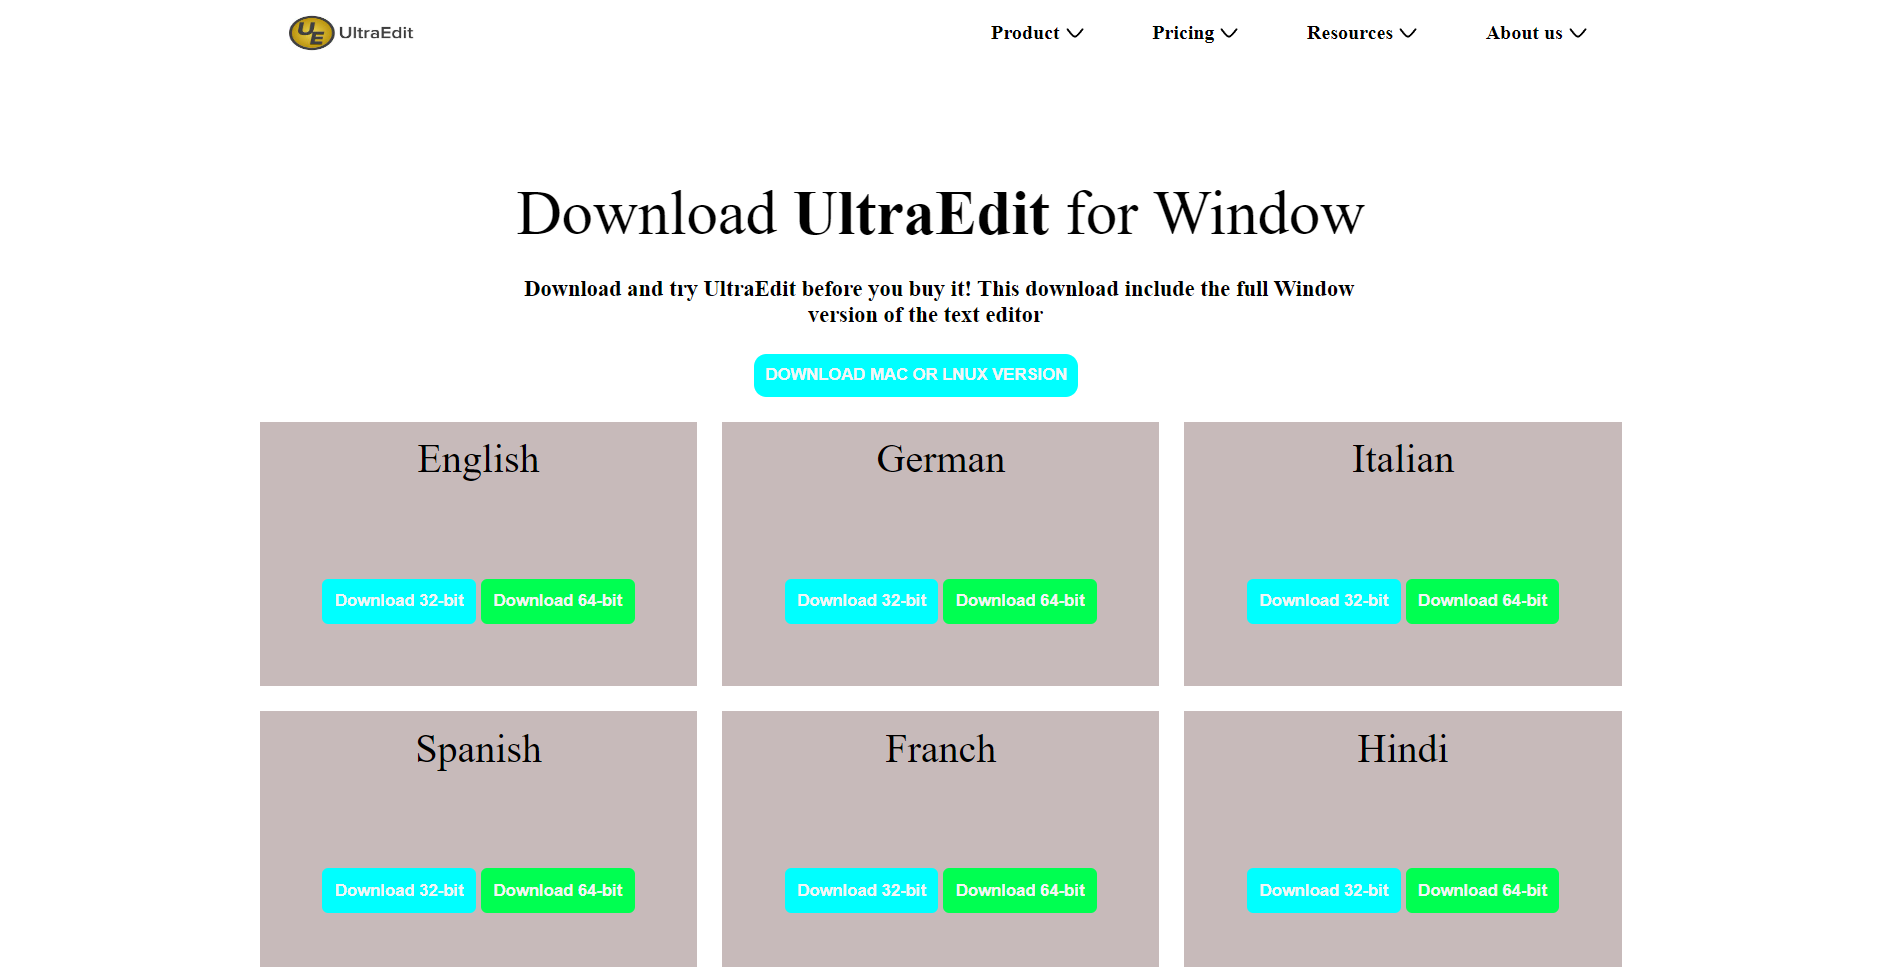 UE UltraEdit
Product
Pricing
Resources
About us
Download UltraEdit for Window
Download and try UltraEdit before you buy it! This download include the full Window
version of the text editor
DOWNLOAD MAC OR LNUX VERSION
English
German
Italian
Download 32-bit Download 64-bit
Download 32-bit Download 64-bit
Download 32-bit Download 64-bit
Spanish
Franch
Hindi
Download 32-bit Download 64-bit
Download 32-bit Download 64-bit
Download 32-bit Download 64-bit